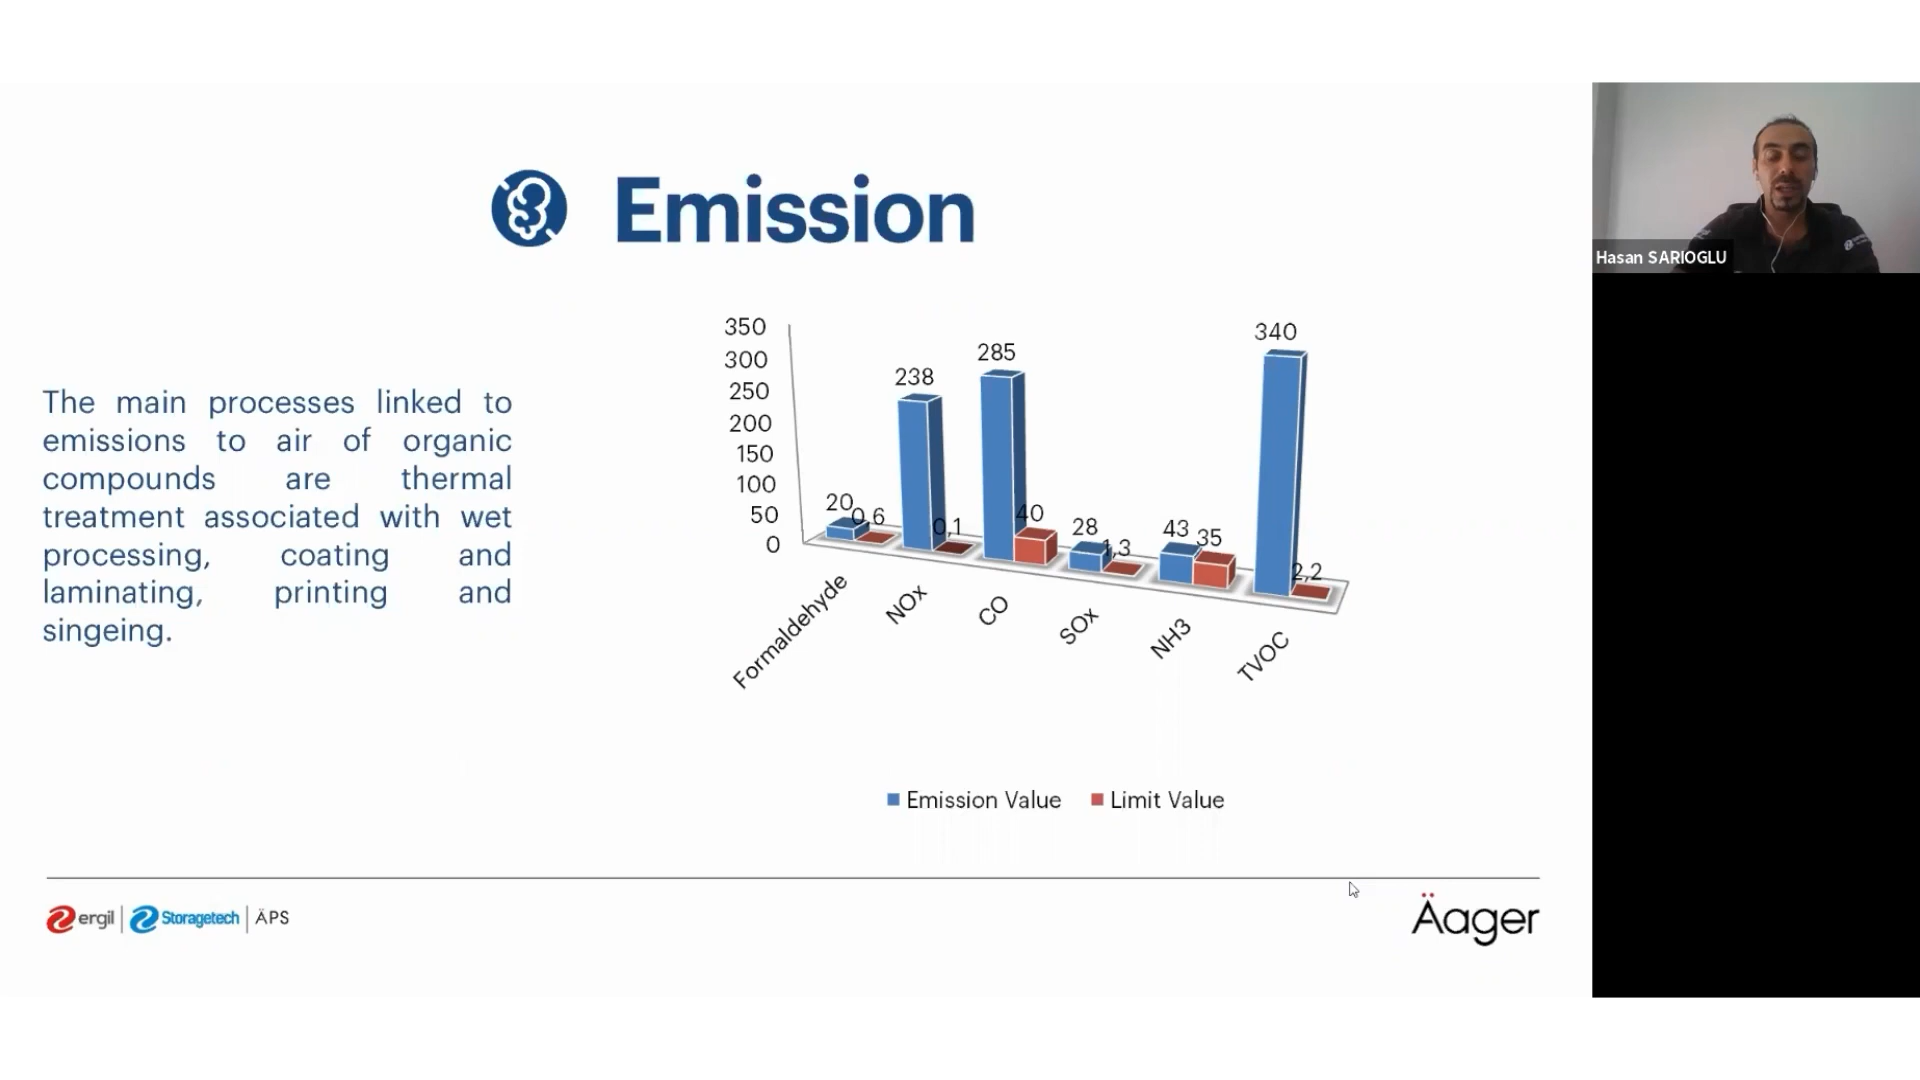 Emission
The main processes linked to
emissions to air of organic
compounds are thermal
treatment associated with wet
processing, coating and
laminating, printing and
singeing.
350
300
250
200
150
100
50
0
20
0,6
238
0,1
285
40
28
1,3
43
35
340
2,2
Formaldehyde
NOx
CO
SOx
NH3
TVOC
Emission Value
Limit Value
ergil | Storagetech | ÄPS
Äager
Hasan SARIOGLU